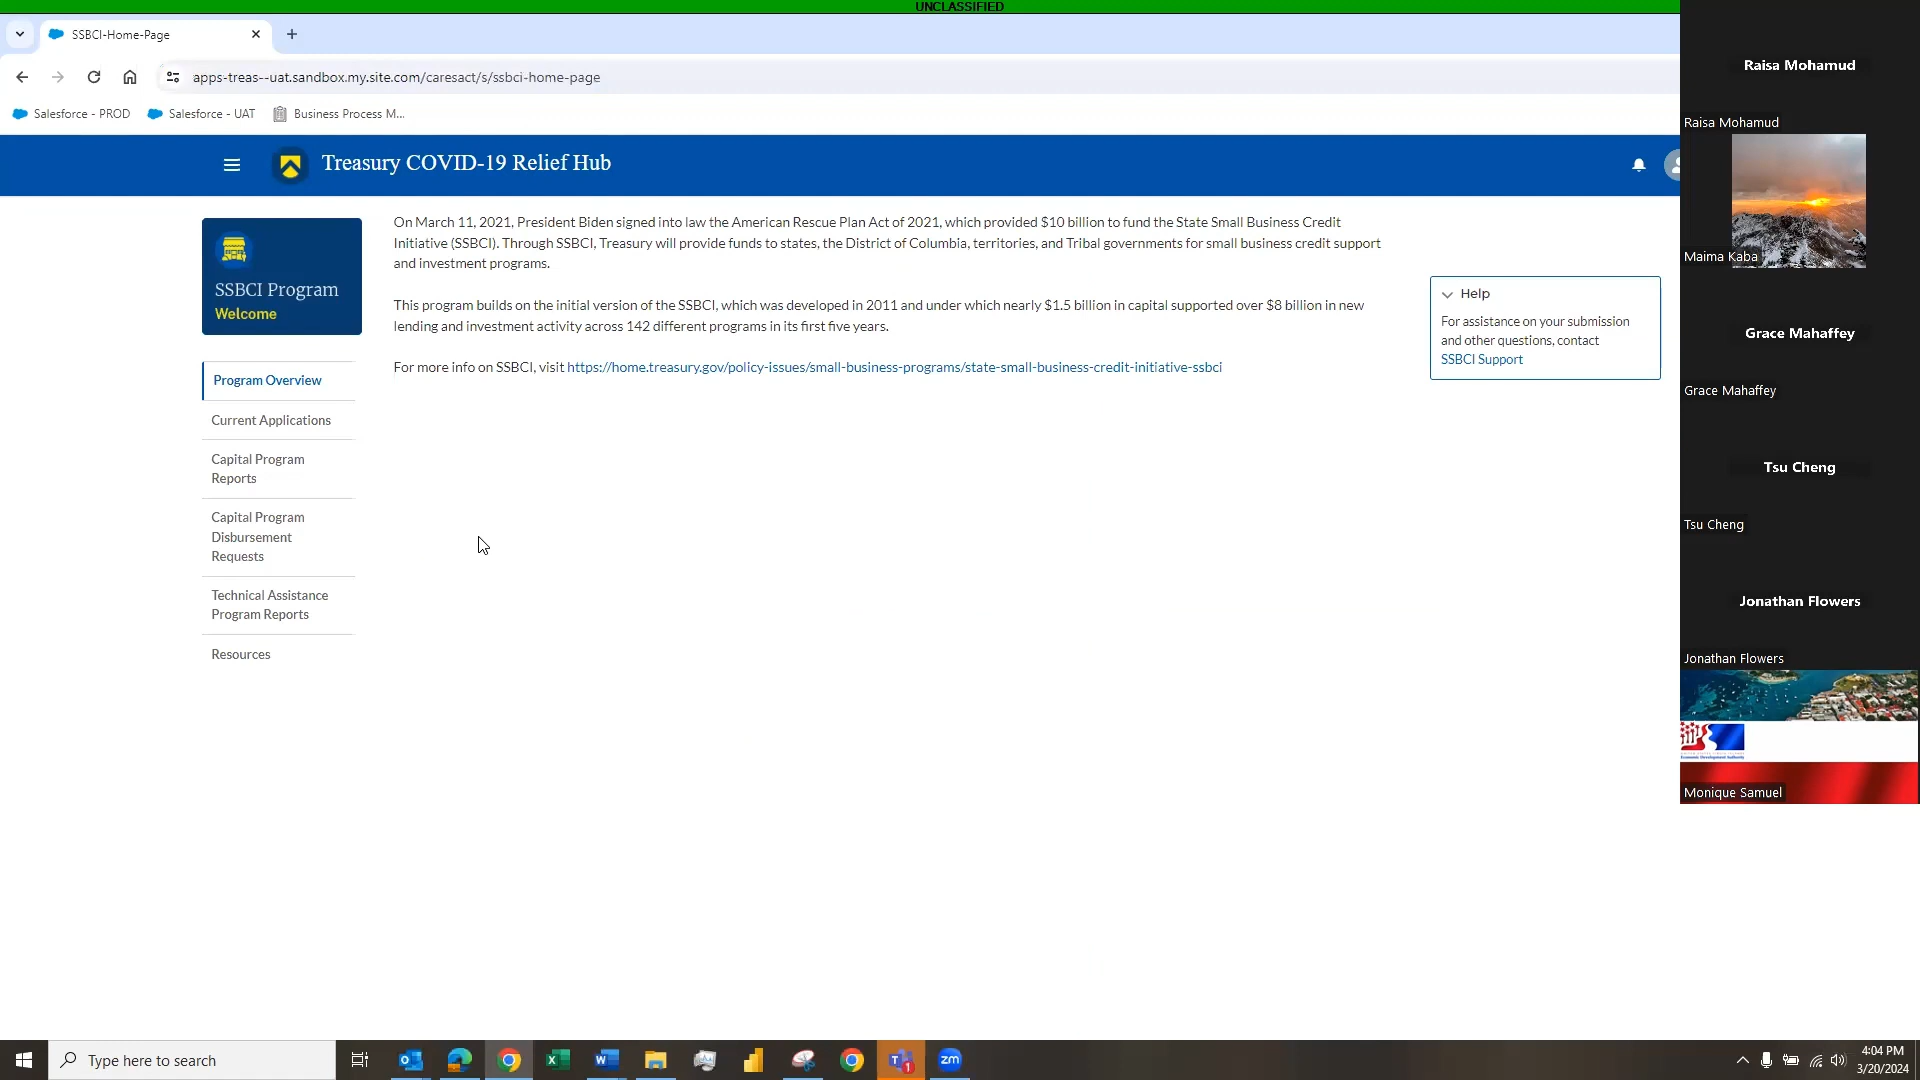 UNCLASSIFIED
SSBCI-Home-Page
apps-treas--uat.sandbox.my.site.com/caresact/s/ssbci-home-page
Salesforce - PROD
Salesforce - UAT
Business Process M...
Treasury COVID-19 Relief Hub
SSBCI Program
Welcome
Program Overview
Current Applications
Capital Program
Reports
Capital Program
Disbursement
Requests
Technical Assistance
Program Reports
Resources
On March 11, 2021, President Biden signed into law the American Rescue Plan Act of 2021, which provided $10 billion to fund the State Small Business Credit
Initiative (SSBCI). Through SSBCI, Treasury will provide funds to states, the District of Columbia, territories, and Tribal governments for small business credit support
and investment programs.
This program builds on the initial version of the SSBCI, which was developed in 2011 and under which nearly $1.5 billion in capital supported over $8 billion in new
lending and investment activity across 142 different programs in its first five years.
For more info on SSBCI, visit https://home.treasury.gov/policy-issues/small-business-programs/state-small-business-credit-initiative-ssbci
Help
For assistance on your submission
and other questions, contact
SSBCI Support
Raisa Mohamud
Raisa Mohamud
Maima Kaba
Grace Mahaffey
Grace Mahaffey
Tsu Cheng
Tsu Cheng
Jonathan Flowers
Jonathan Flowers
Economic Development Authority
Monique Samuel
Type here to search
zm
4:04 PM
3/20/2024